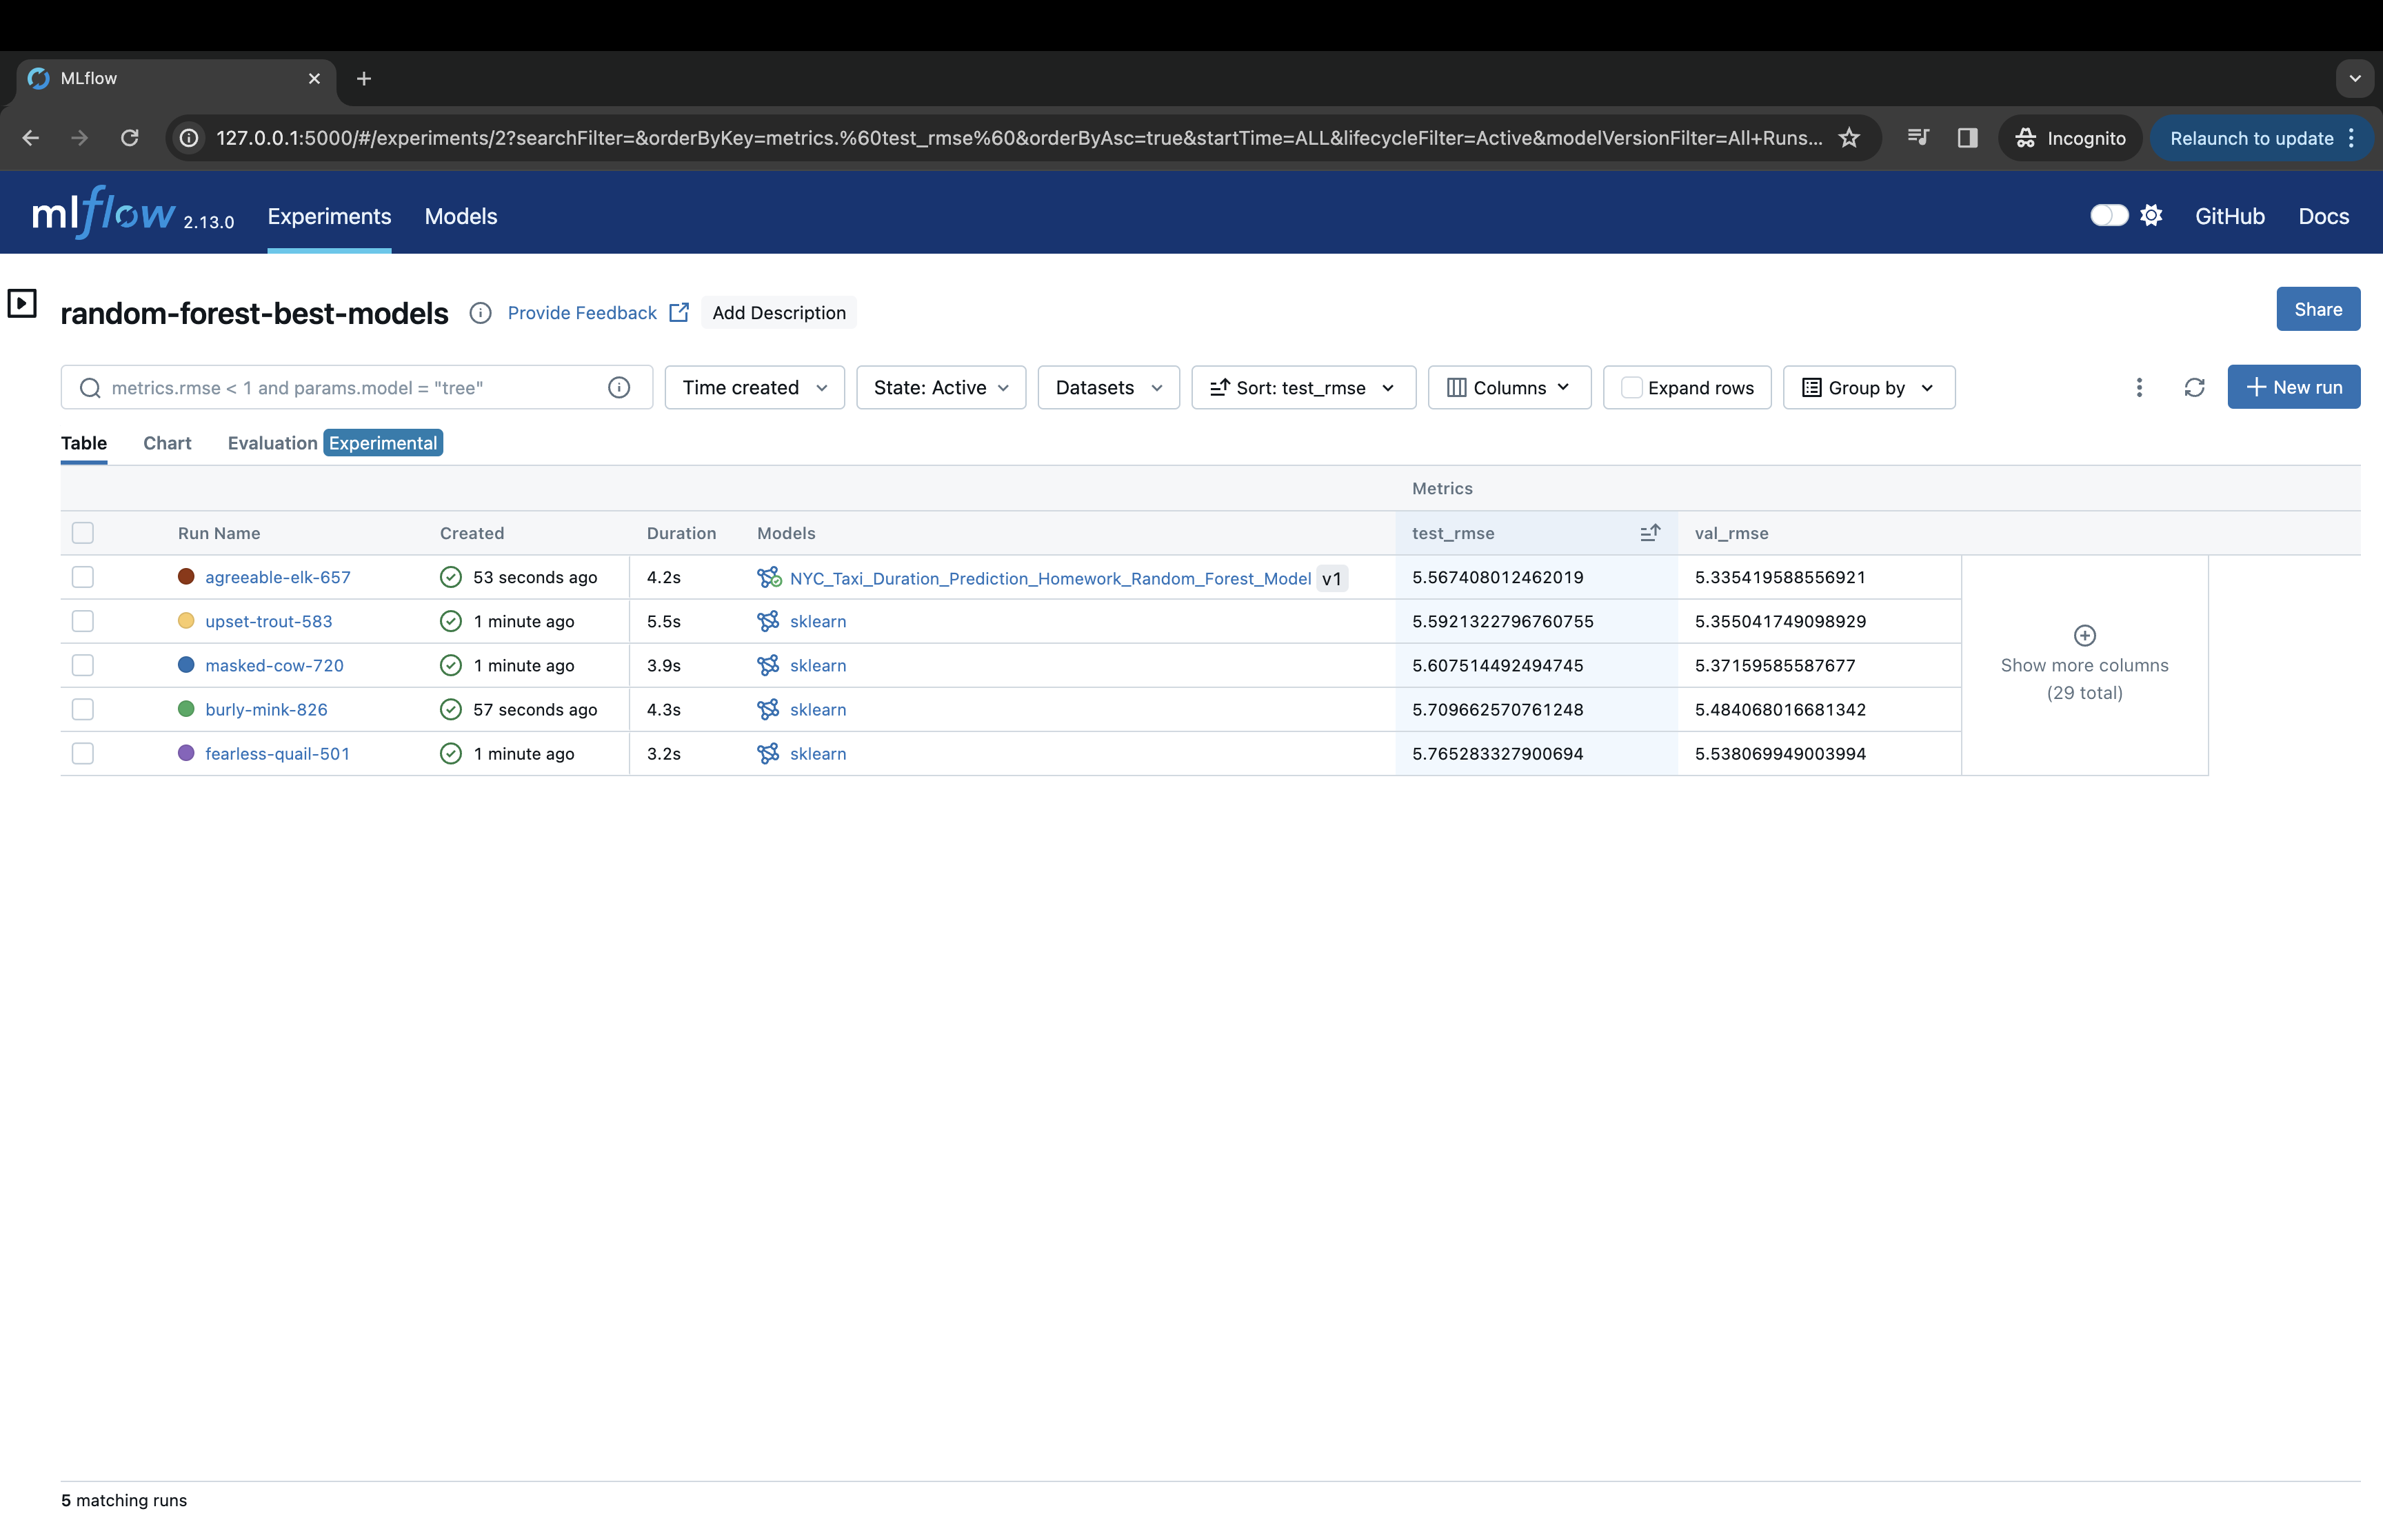 MLflow
127.0.0.1:5000/#/experiments/2?searchFilter=&orderByKey=metrics.%60test_rmse%60&orderByAsc=true&startTime=ALL&lifecycleFilter=Active&modelVersionFilter=All+Runs... Incognito Relaunch to update
mlflow 2.13.0 Experiments Models GitHub Docs
random-forest-best-models Provide Feedback Add Description Share
metrics.rmse < 1 and params.model = "tree" Time created State: Active Datasets Sort: test_rmse Columns Expand rows Group by New run
Table Chart Evaluation Experimental
Metrics
Run Name Created Duration Models test_rmse val_rmse
agreeable-elk-657 53 seconds ago 4.2s NYC_Taxi_Duration_Prediction_Homework_Random_Forest_Model v1 5.567408012462019 5.335419588556921
upset-trout-583 1 minute ago 5.5s sklearn 5.5921322796760755 5.355041749098929
masked-cow-720 1 minute ago 3.9s sklearn 5.607514492494745 5.37159585587677
burly-mink-826 57 seconds ago 4.3s sklearn 5.709662570761248 5.484068016681342
fearless-quail-501 1 minute ago 3.2s sklearn 5.765283327900694 5.538069949003994
Show more columns
(29 total)
5 matching runs